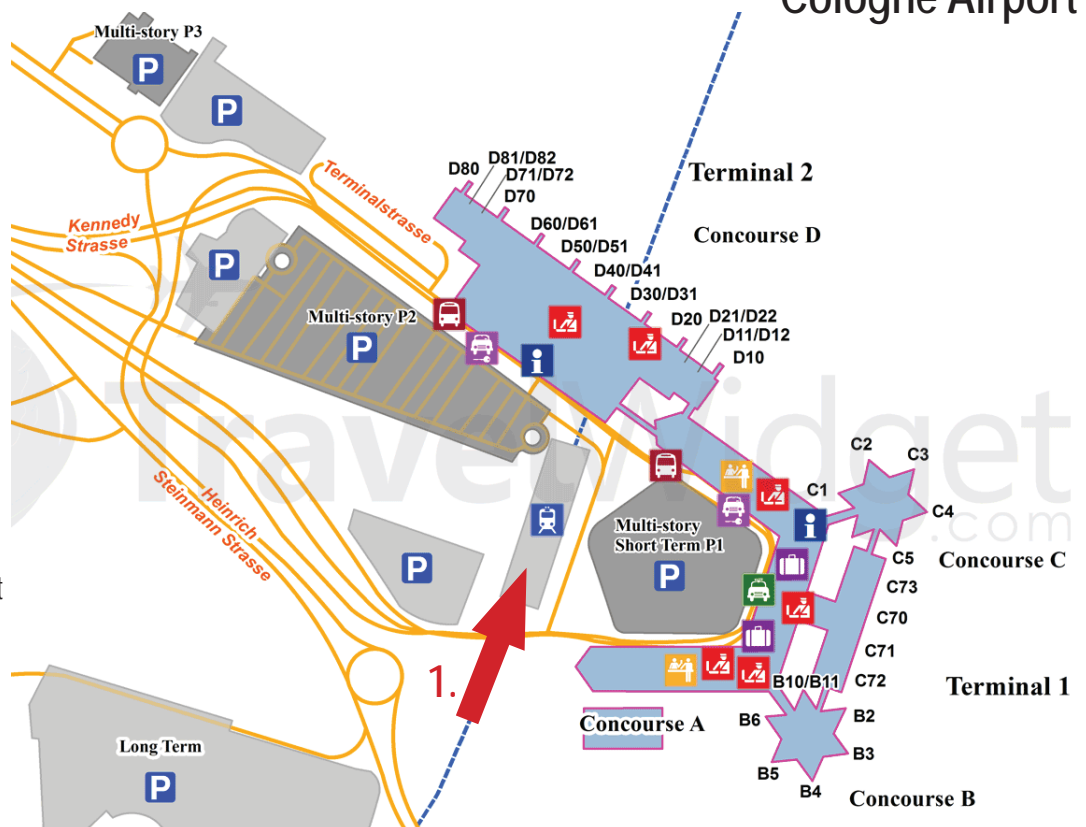 Cologne Airport
Multi-story P3
P
P
Terminalstrasse
D80
D81/D82
D71/D72
D70
D60/D61
D50/D51
D40/D41
D30/D31
D20
D21/D22
D11/D12
D10
Terminal 2
Concourse D
Kennedy
Strasse
P
Multi-story P2
P
i
TravelWidget
.com
Heinrich
Steinmann Strasse
P
Multi-story
Short Term P1
P
C1
i
C2
C3
C4
C5
Concourse C
C73
C70
C71
C72
t
1.
B10/B11
Terminal 1
Concourse A
B6
B2
B3
B5
B4
Concourse B
Long Term
P